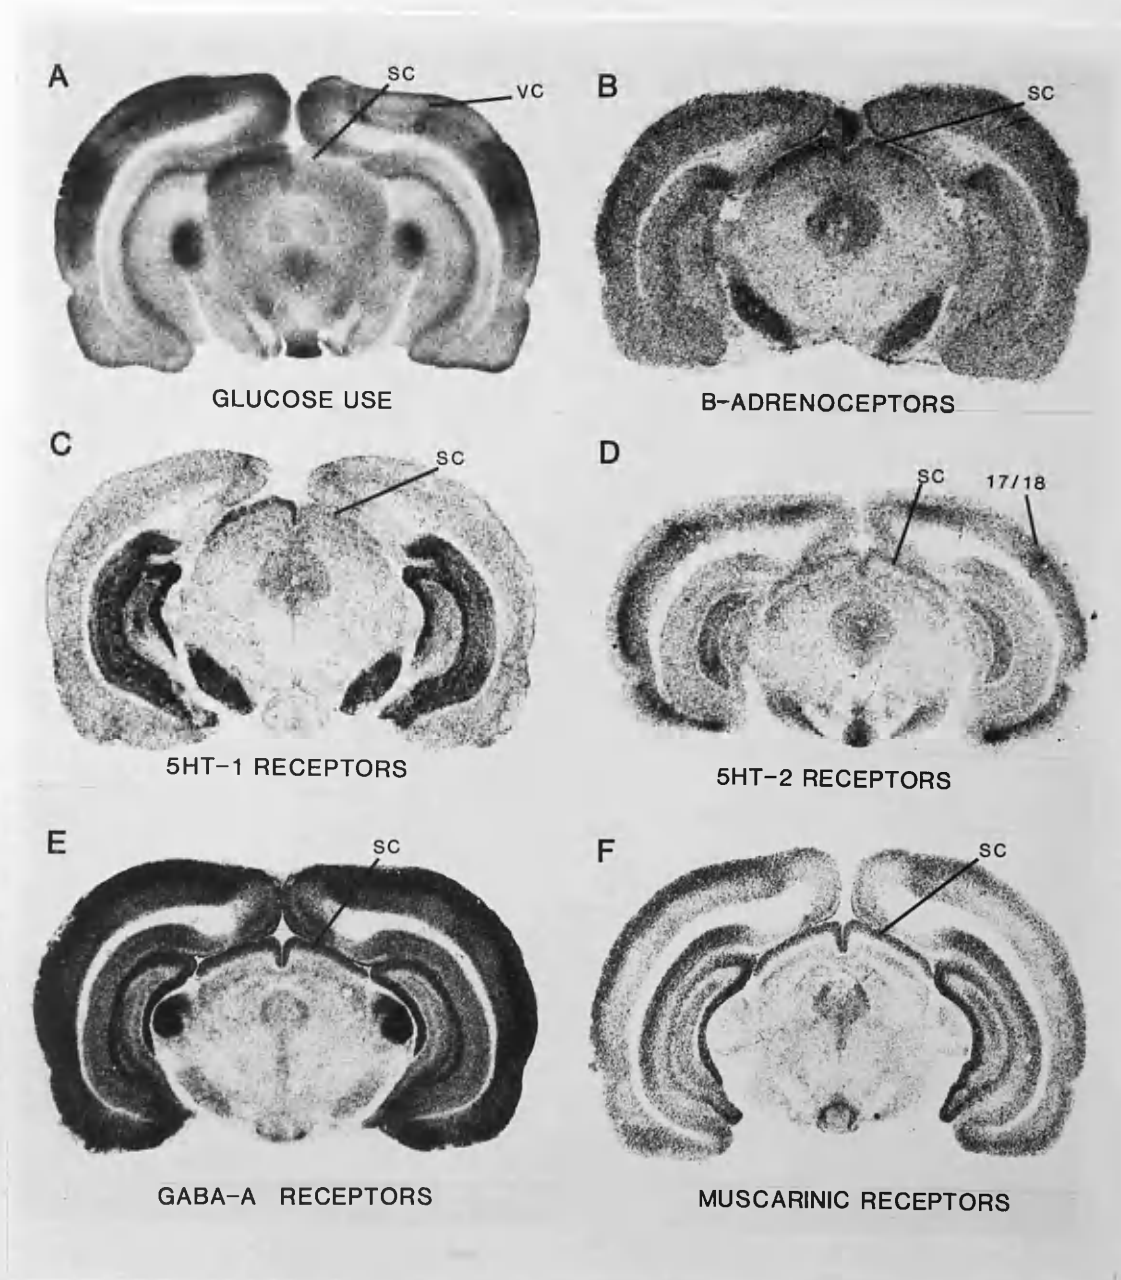 A
SC
VC
B
SC
GLUCOSE USE
B-ADRENOCEPTORS
C
SC
D
SC
17/18
5HT-1 RECEPTORS
5HT-2 RECEPTORS
E
SC
F
SC
GABA-A RECEPTORS
MUSCARINIC RECEPTORS